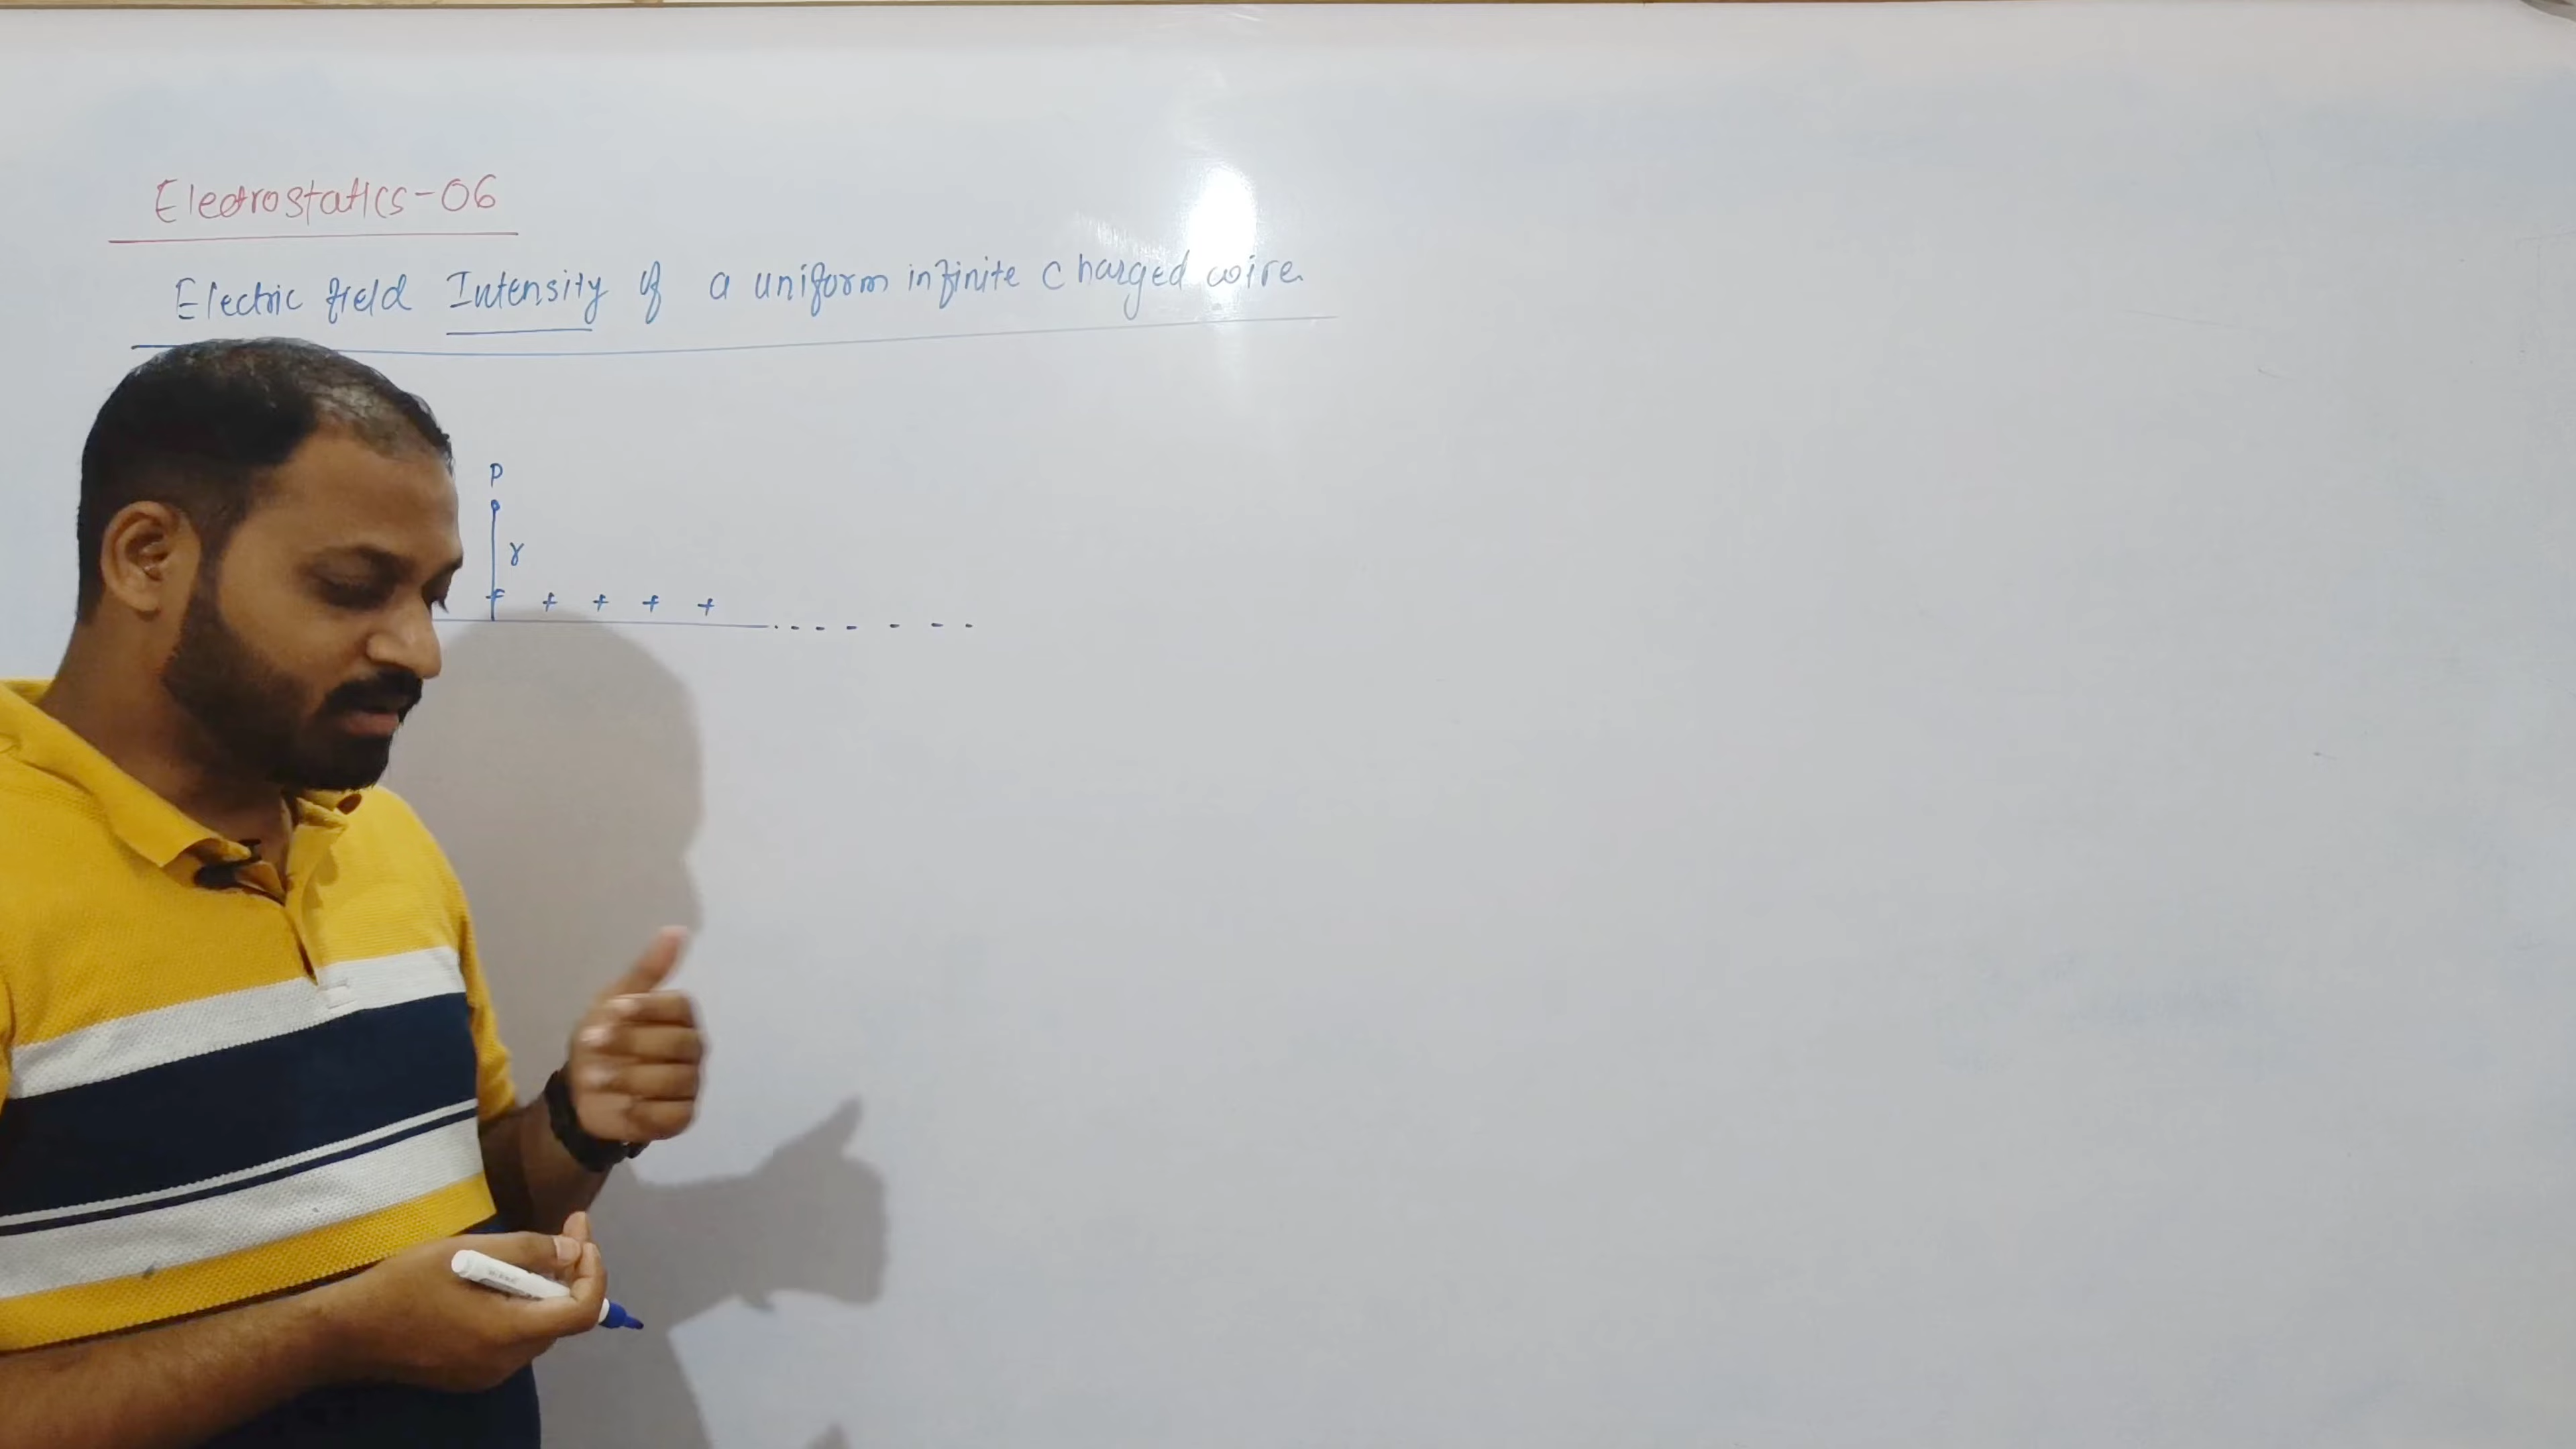 Electrostatics-06
Electric field Intensity of a uniform infinite charged wire.
P
r
+ + + + +